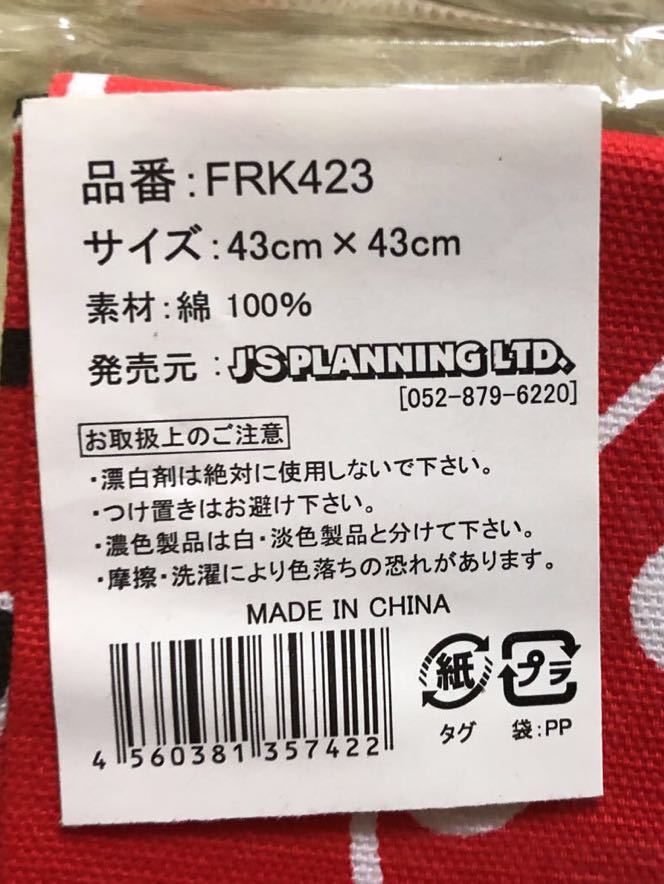 品番:FRK423
サイズ:43cm×43cm
素材:綿 100%
発売元:J'S PLANNING LTD.
[052-879-6220]
お取扱上のご注意
・漂白剤は絶対に使用しないで下さい。
・つけ置きはお避け下さい。
・濃色製品は白・淡色製品と分けて下さい。
・摩擦・洗濯により色落ちの恐れがあります。
MADE IN CHINA
4 560381 357422
紙
タグ
プラ
袋:PP